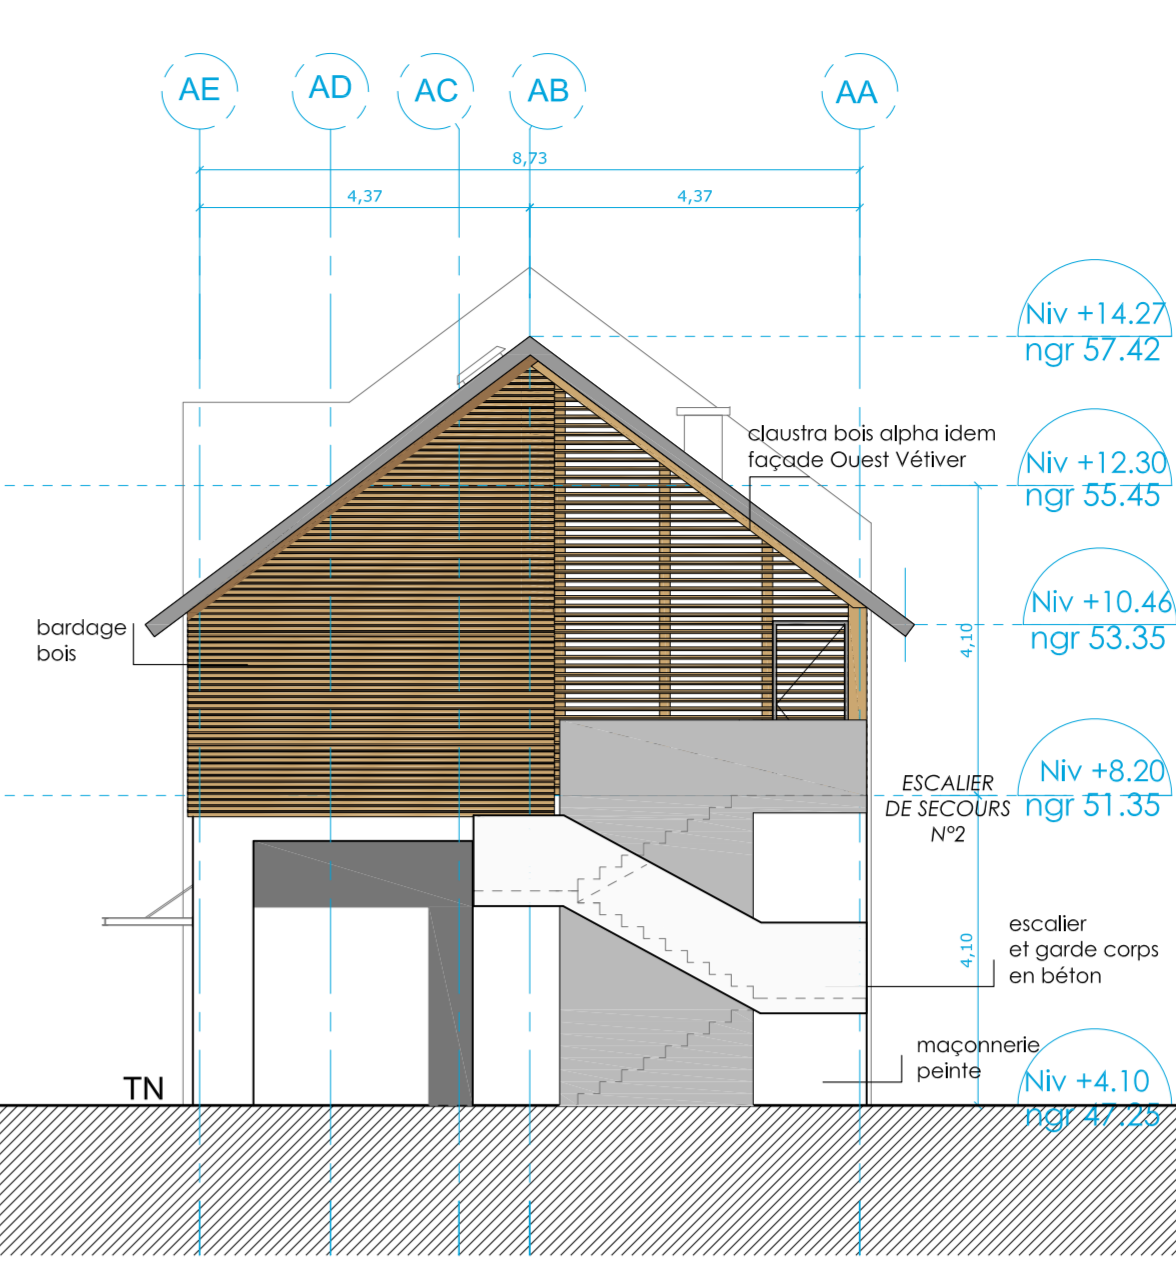 AE
AD
AC
AB
AA
8,73
4,37
4,37
Niv +14.27
ngr 57.42
claustra bois alpha idem
façade Ouest Vétiver
Niv +12.30
ngr 55.45
Niv +10.46
ngr 53.35
bardage
bois
4,10
Niv +8.20
ngr 51.35
ESCALIER
DE SECOURS
N°2
escalier
et garde corps
en béton
4,10
maçonnerie
peinte
Niv +4.10
ngr 47.25
TN